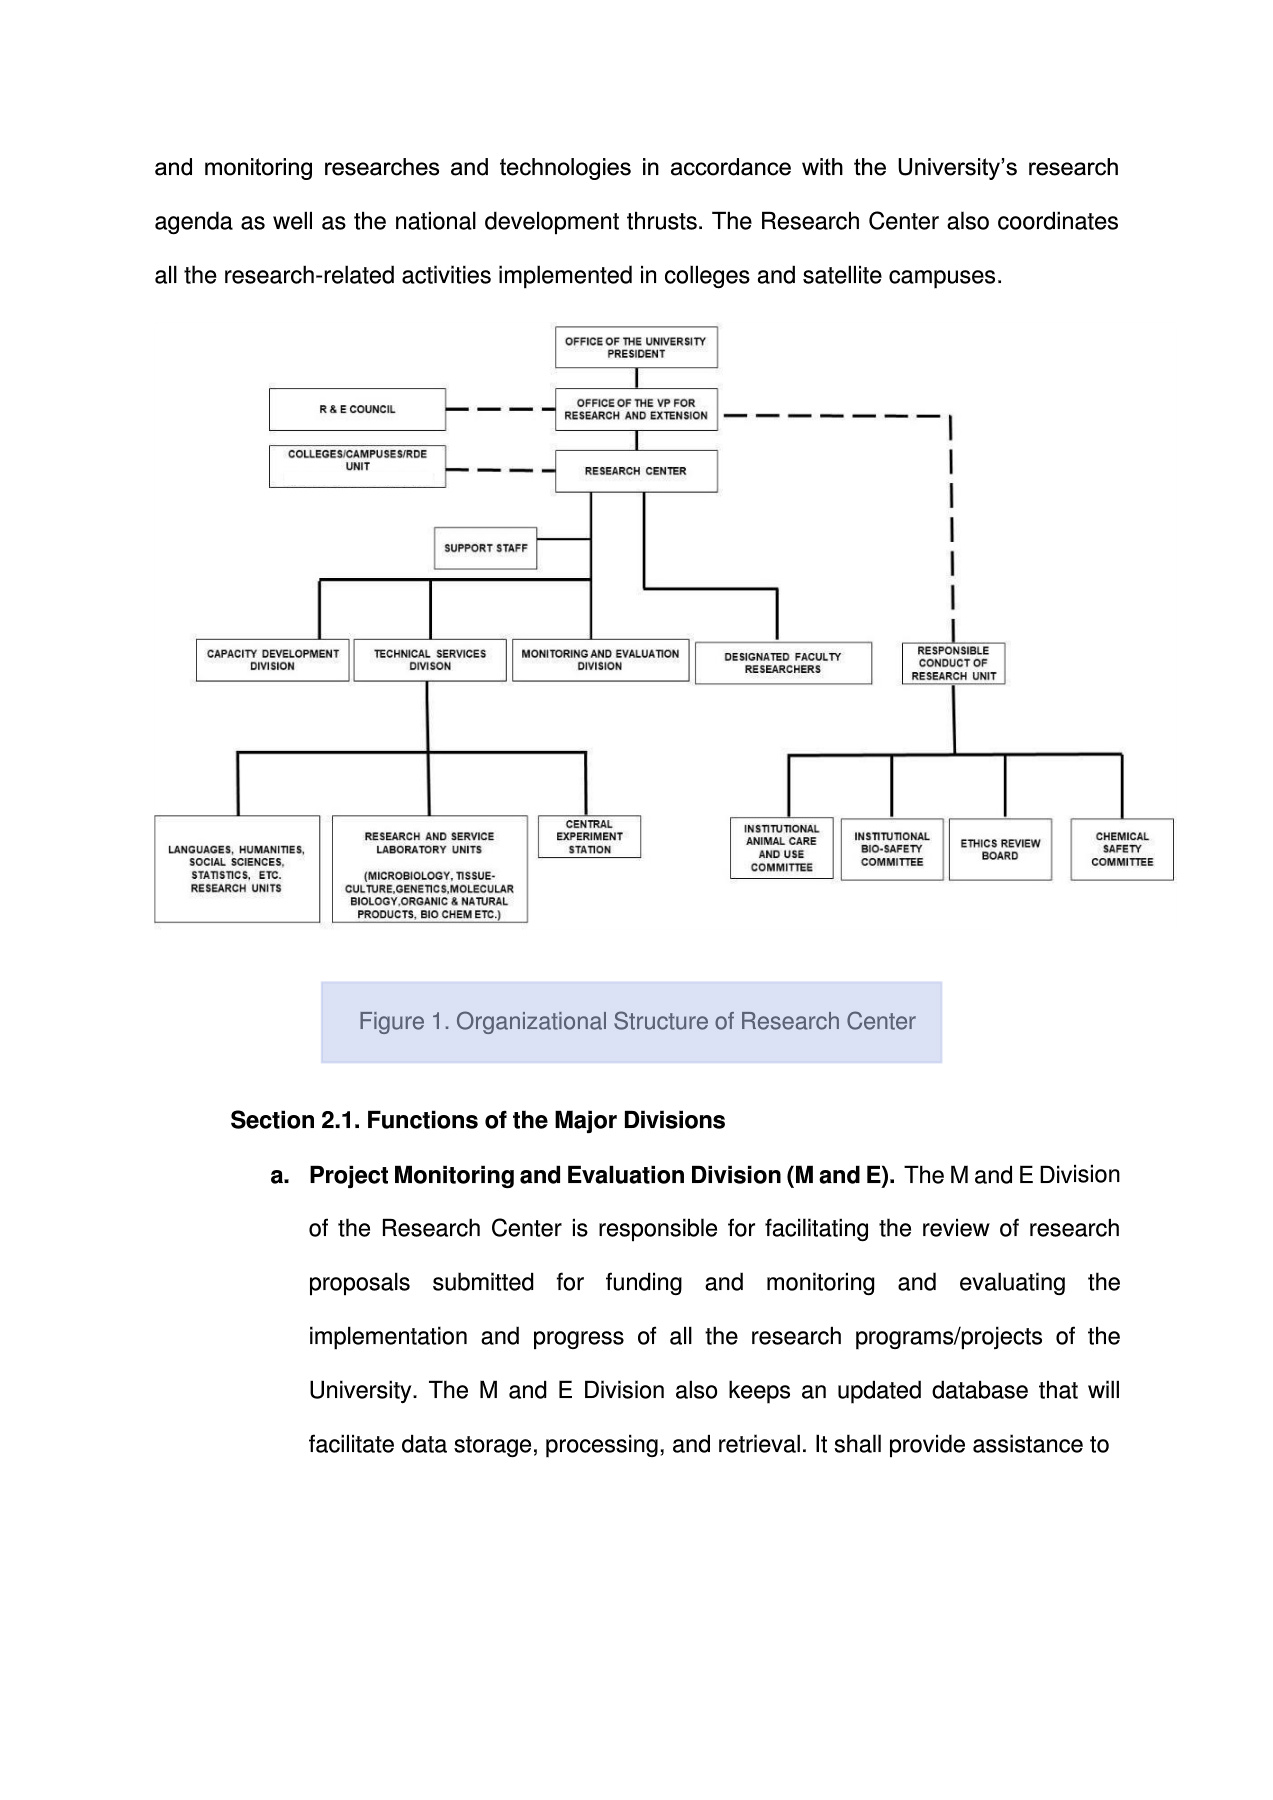 and monitoring researches and technologies in accordance with the University’s research
agenda as well as the national development thrusts. The Research Center also coordinates
all the research-related activities implemented in colleges and satellite campuses.
OFFICE OF THE UNIVERSITY
PRESIDENT
R & E COUNCIL
OFFICE OF THE VP FOR
RESEARCH AND EXTENSION
COLLEGES/CAMPUSES/RDE
UNIT
RESEARCH CENTER
SUPPORT STAFF
CAPACITY DEVELOPMENT
DIVISION
TECHNICAL SERVICES
DIVISON
MONITORING AND EVALUATION
DIVISION
DESIGNATED FACULTY
RESEARCHERS
RESPONSIBLE
CONDUCT OF
RESEARCH UNIT
LANGUAGES, HUMANITIES,
SOCIAL SCIENCES,
STATISTICS, ETC.
RESEARCH UNITS
RESEARCH AND SERVICE
LABORATORY UNITS
(MICROBIOLOGY, TISSUE-
CULTURE,GENETICS,MOLECULAR
BIOLOGY,ORGANIC & NATURAL
PRODUCTS, BIO CHEM ETC.)
CENTRAL
EXPERIMENT
STATION
INSTITUTIONAL
ANIMAL CARE
AND USE
COMMITTEE
INSTITUTIONAL
BIO-SAFETY
COMMITTEE
ETHICS REVIEW
BOARD
CHEMICAL
SAFETY
COMMITTEE
Figure 1. Organizational Structure of Research Center
Section 2.1. Functions of the Major Divisions
a. Project Monitoring and Evaluation Division (M and E). The M and E Division
of the Research Center is responsible for facilitating the review of research
proposals submitted for funding and monitoring and evaluating the
implementation and progress of all the research programs/projects of the
University. The M and E Division also keeps an updated database that will
facilitate data storage, processing, and retrieval. It shall provide assistance to